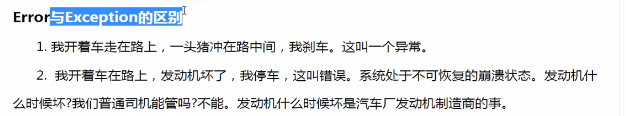 Error与Exception的区别
1. 我开着车走在路上，一头猪冲在路中间，我刹车。这叫一个异常。
2. 我开着车在路上，发动机坏了，我停车，这叫错误。系统处于不可恢复的崩溃状态。发动机什
么时候坏?我们普通司机能管吗?不能。发动机什么时候坏是汽车厂发动机制造商的事。